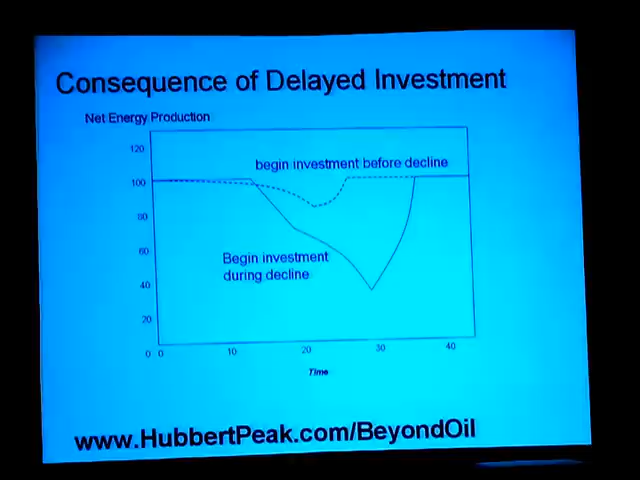 Consequence of Delayed Investment
Net Energy Production
120
begin investment before decline
100
80
60
Begin investment
during decline
40
20
0 0 10 20 30 40
Time
www.HubbertPeak.com/BeyondOil